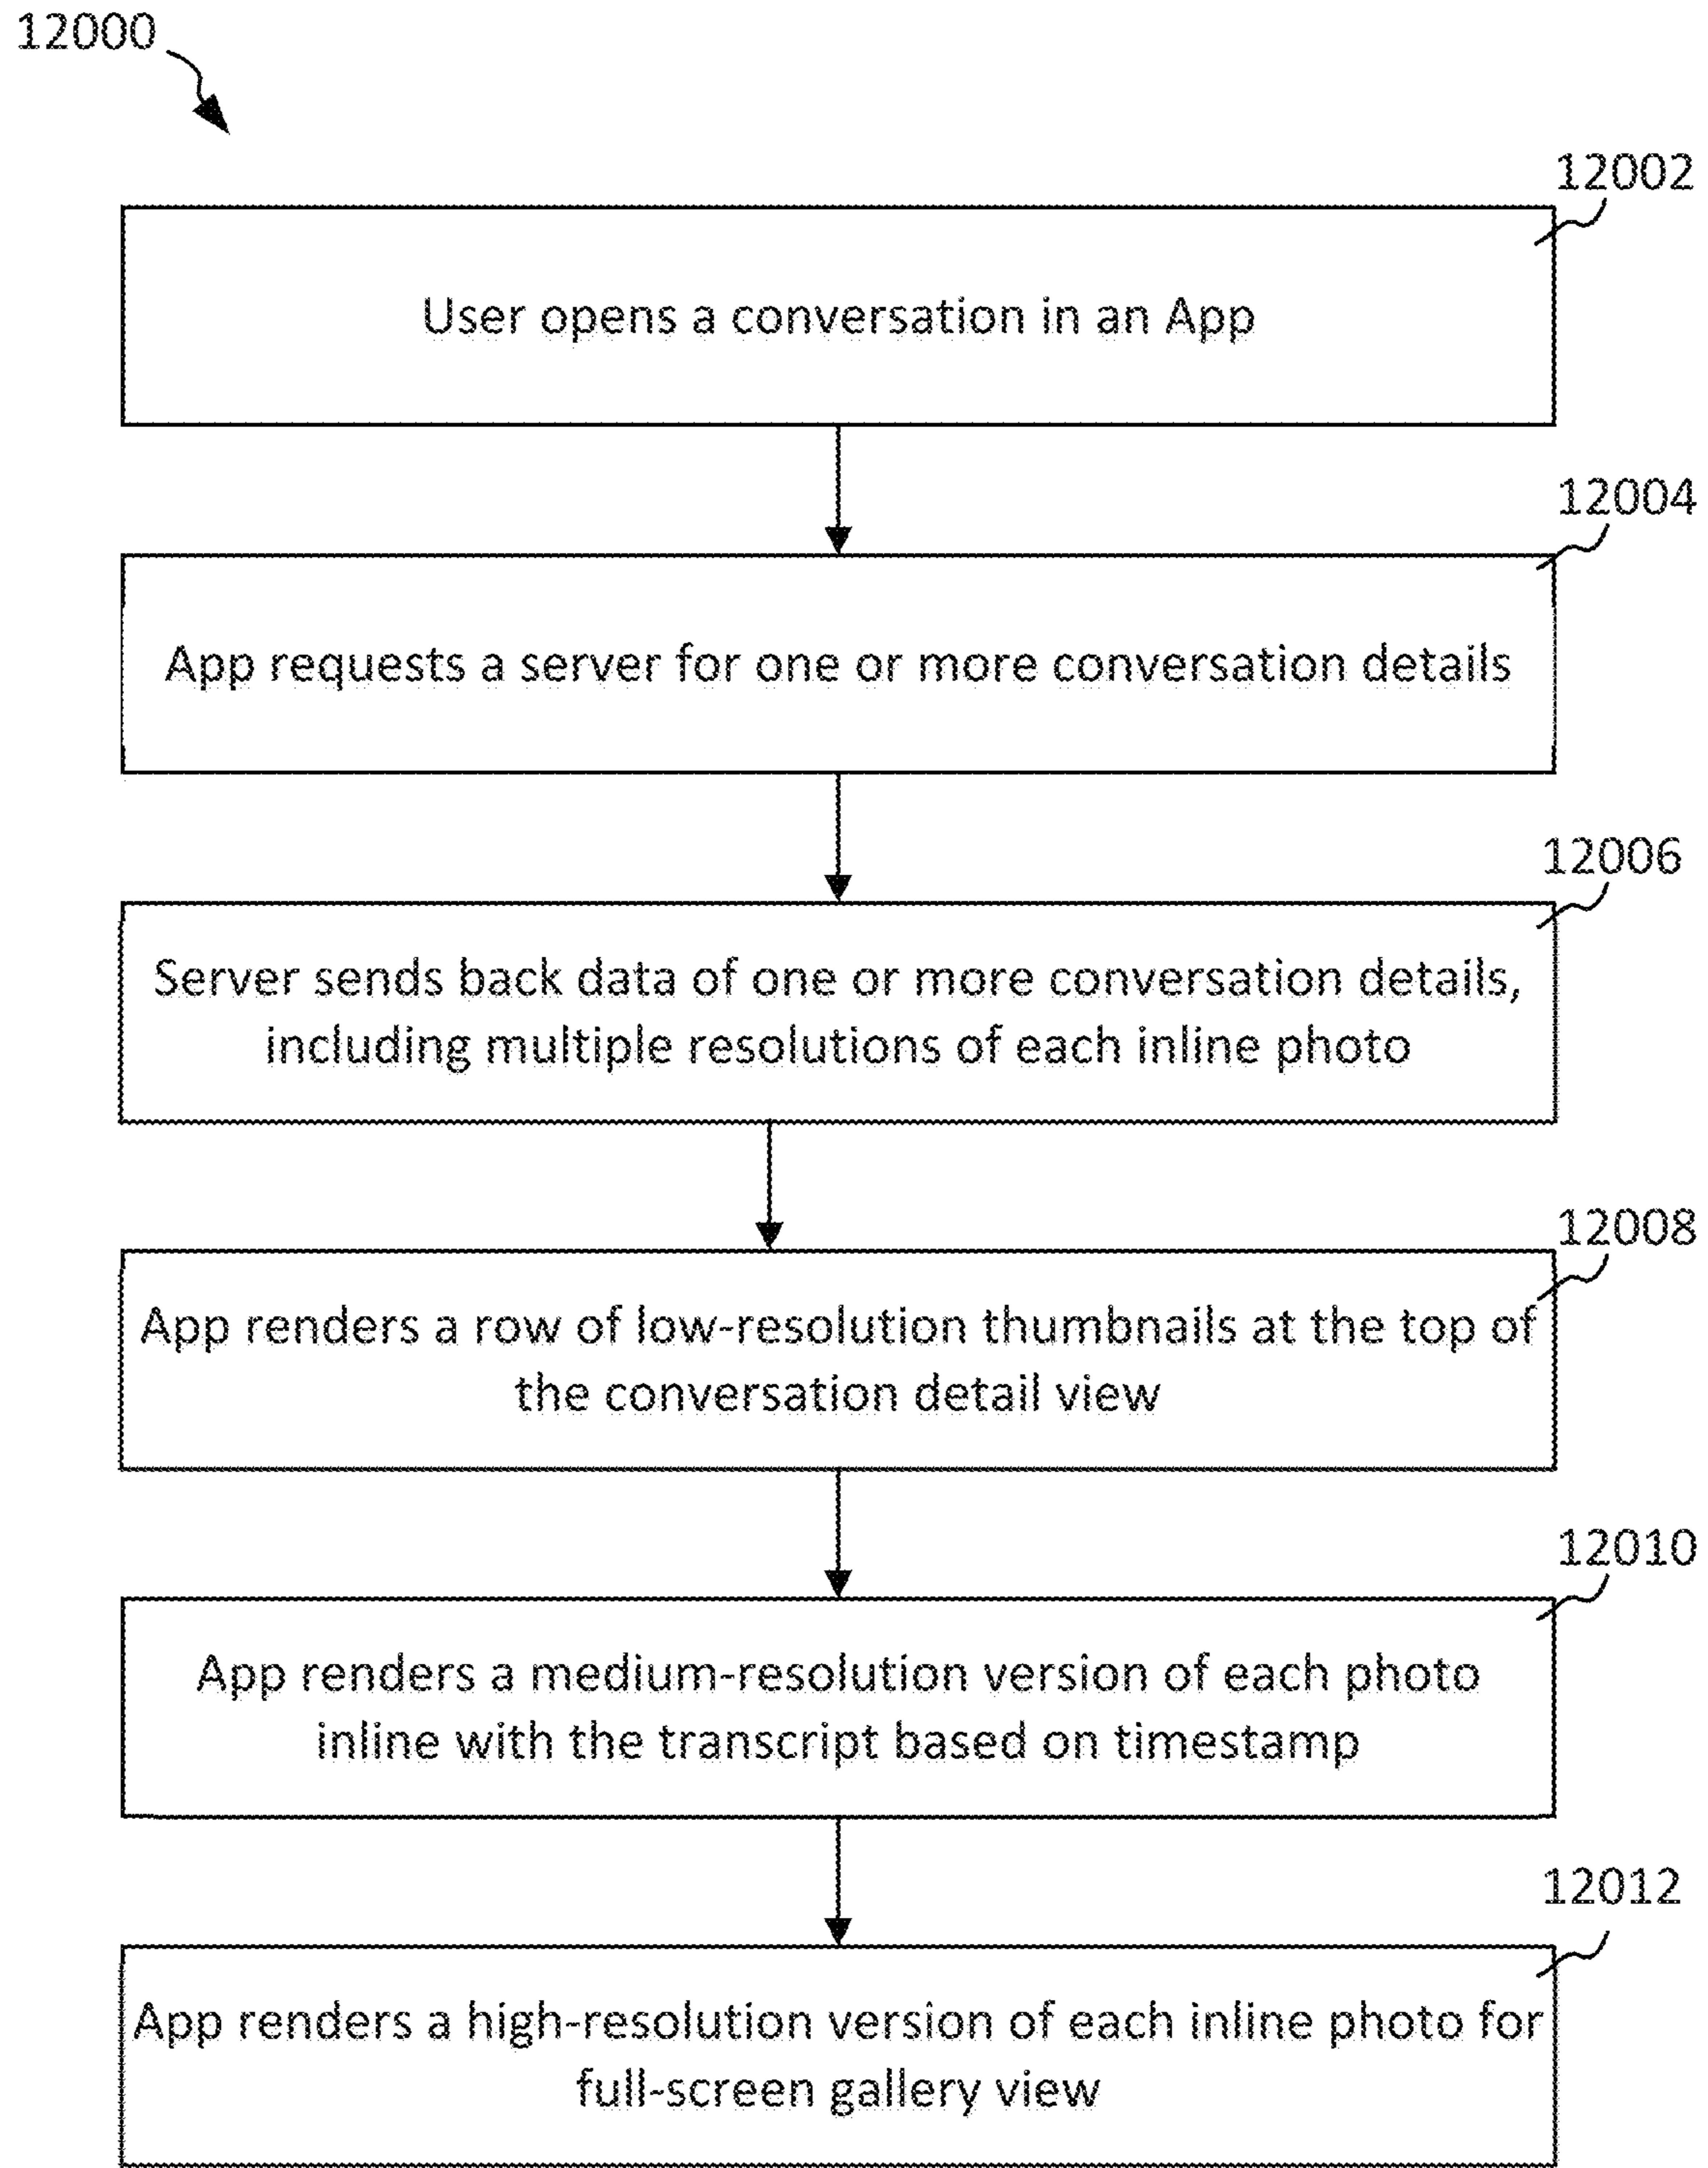 12000
12002
User opens a conversation in an App
12004
App requests a server for one or more conversation details
12006
Server sends back data of one or more conversation details,
including multiple resolutions of each inline photo
12008
App renders a row of low-resolution thumbnails at the top of
the conversation detail view
12010
App renders a medium-resolution version of each photo
inline with the transcript based on timestamp
12012
App renders a high-resolution version of each inline photo for
full-screen gallery view